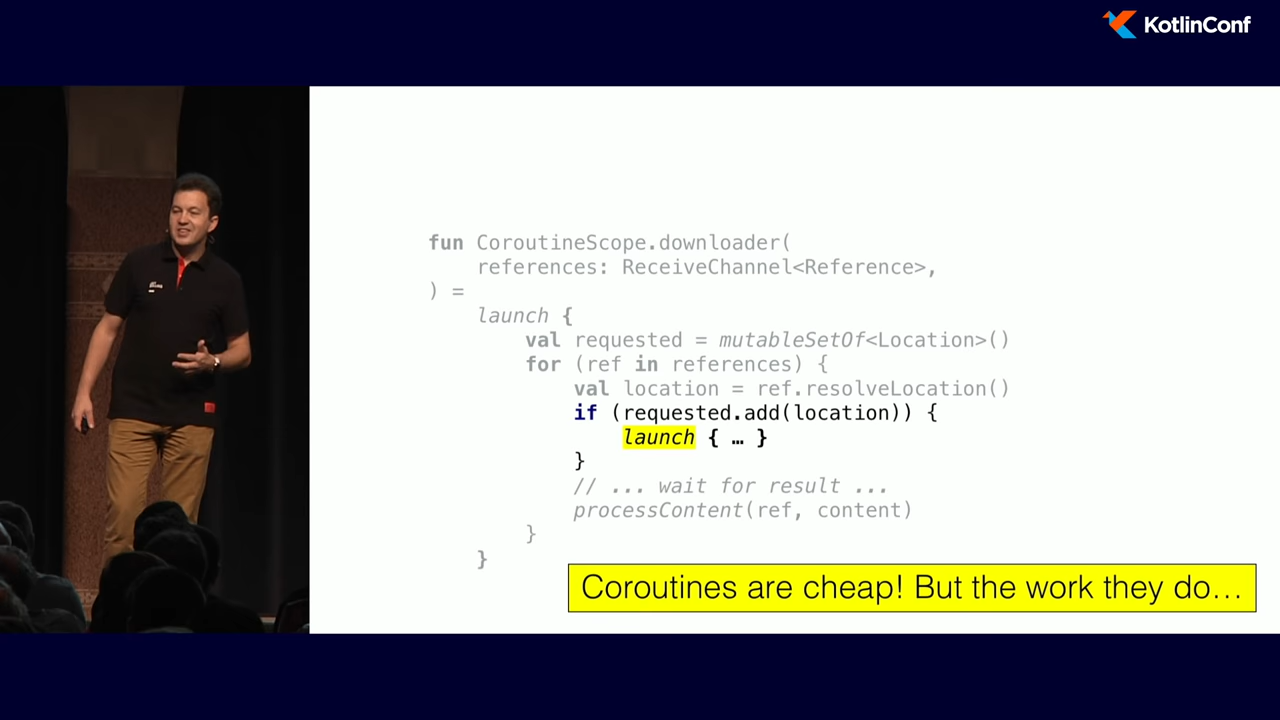 KotlinConf
fun CoroutineScope.downloader(
references: ReceiveChannel<Reference>,
) =
launch {
val requested = mutableSetOf<Location>()
for (ref in references) {
val location = ref.resolveLocation()
if (requested.add(location)) {
launch { … }
}
// ... wait for result ...
processContent(ref, content)
}
}
Coroutines are cheap! But the work they do…